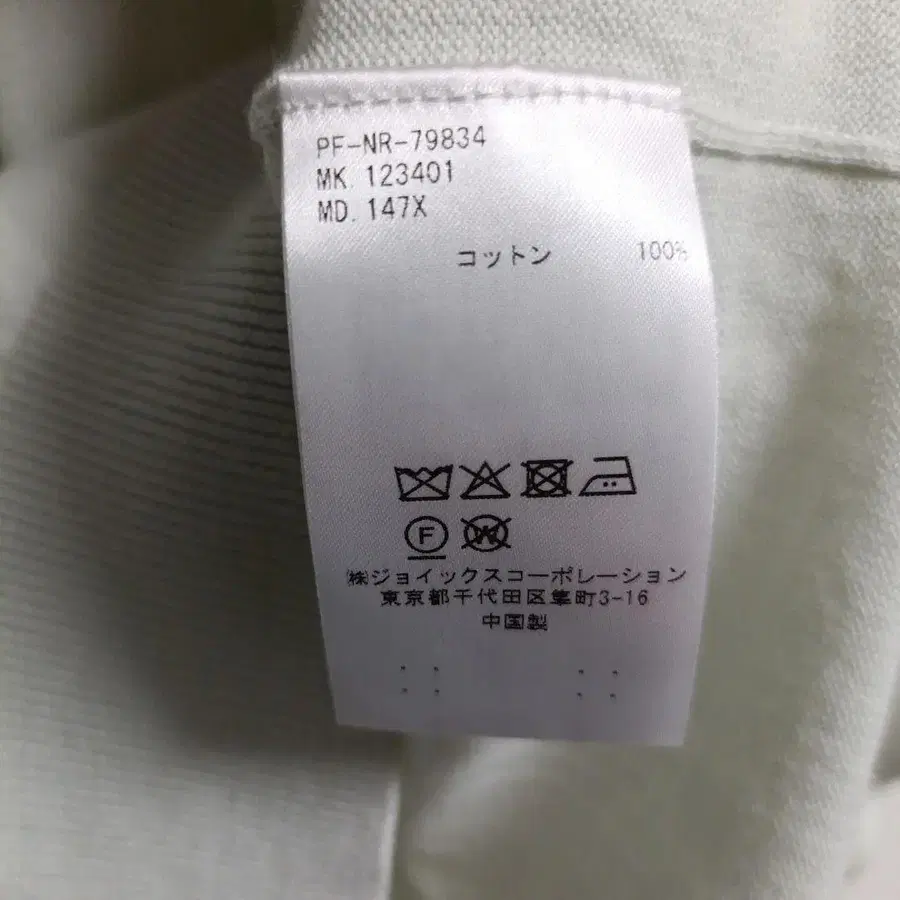 PF-NR-79834
MK. 123401
MD. 147X
コットン 100%
F W
㈱ジョイックスコーポレーション
東京都千代田区隼町3-16
中国製